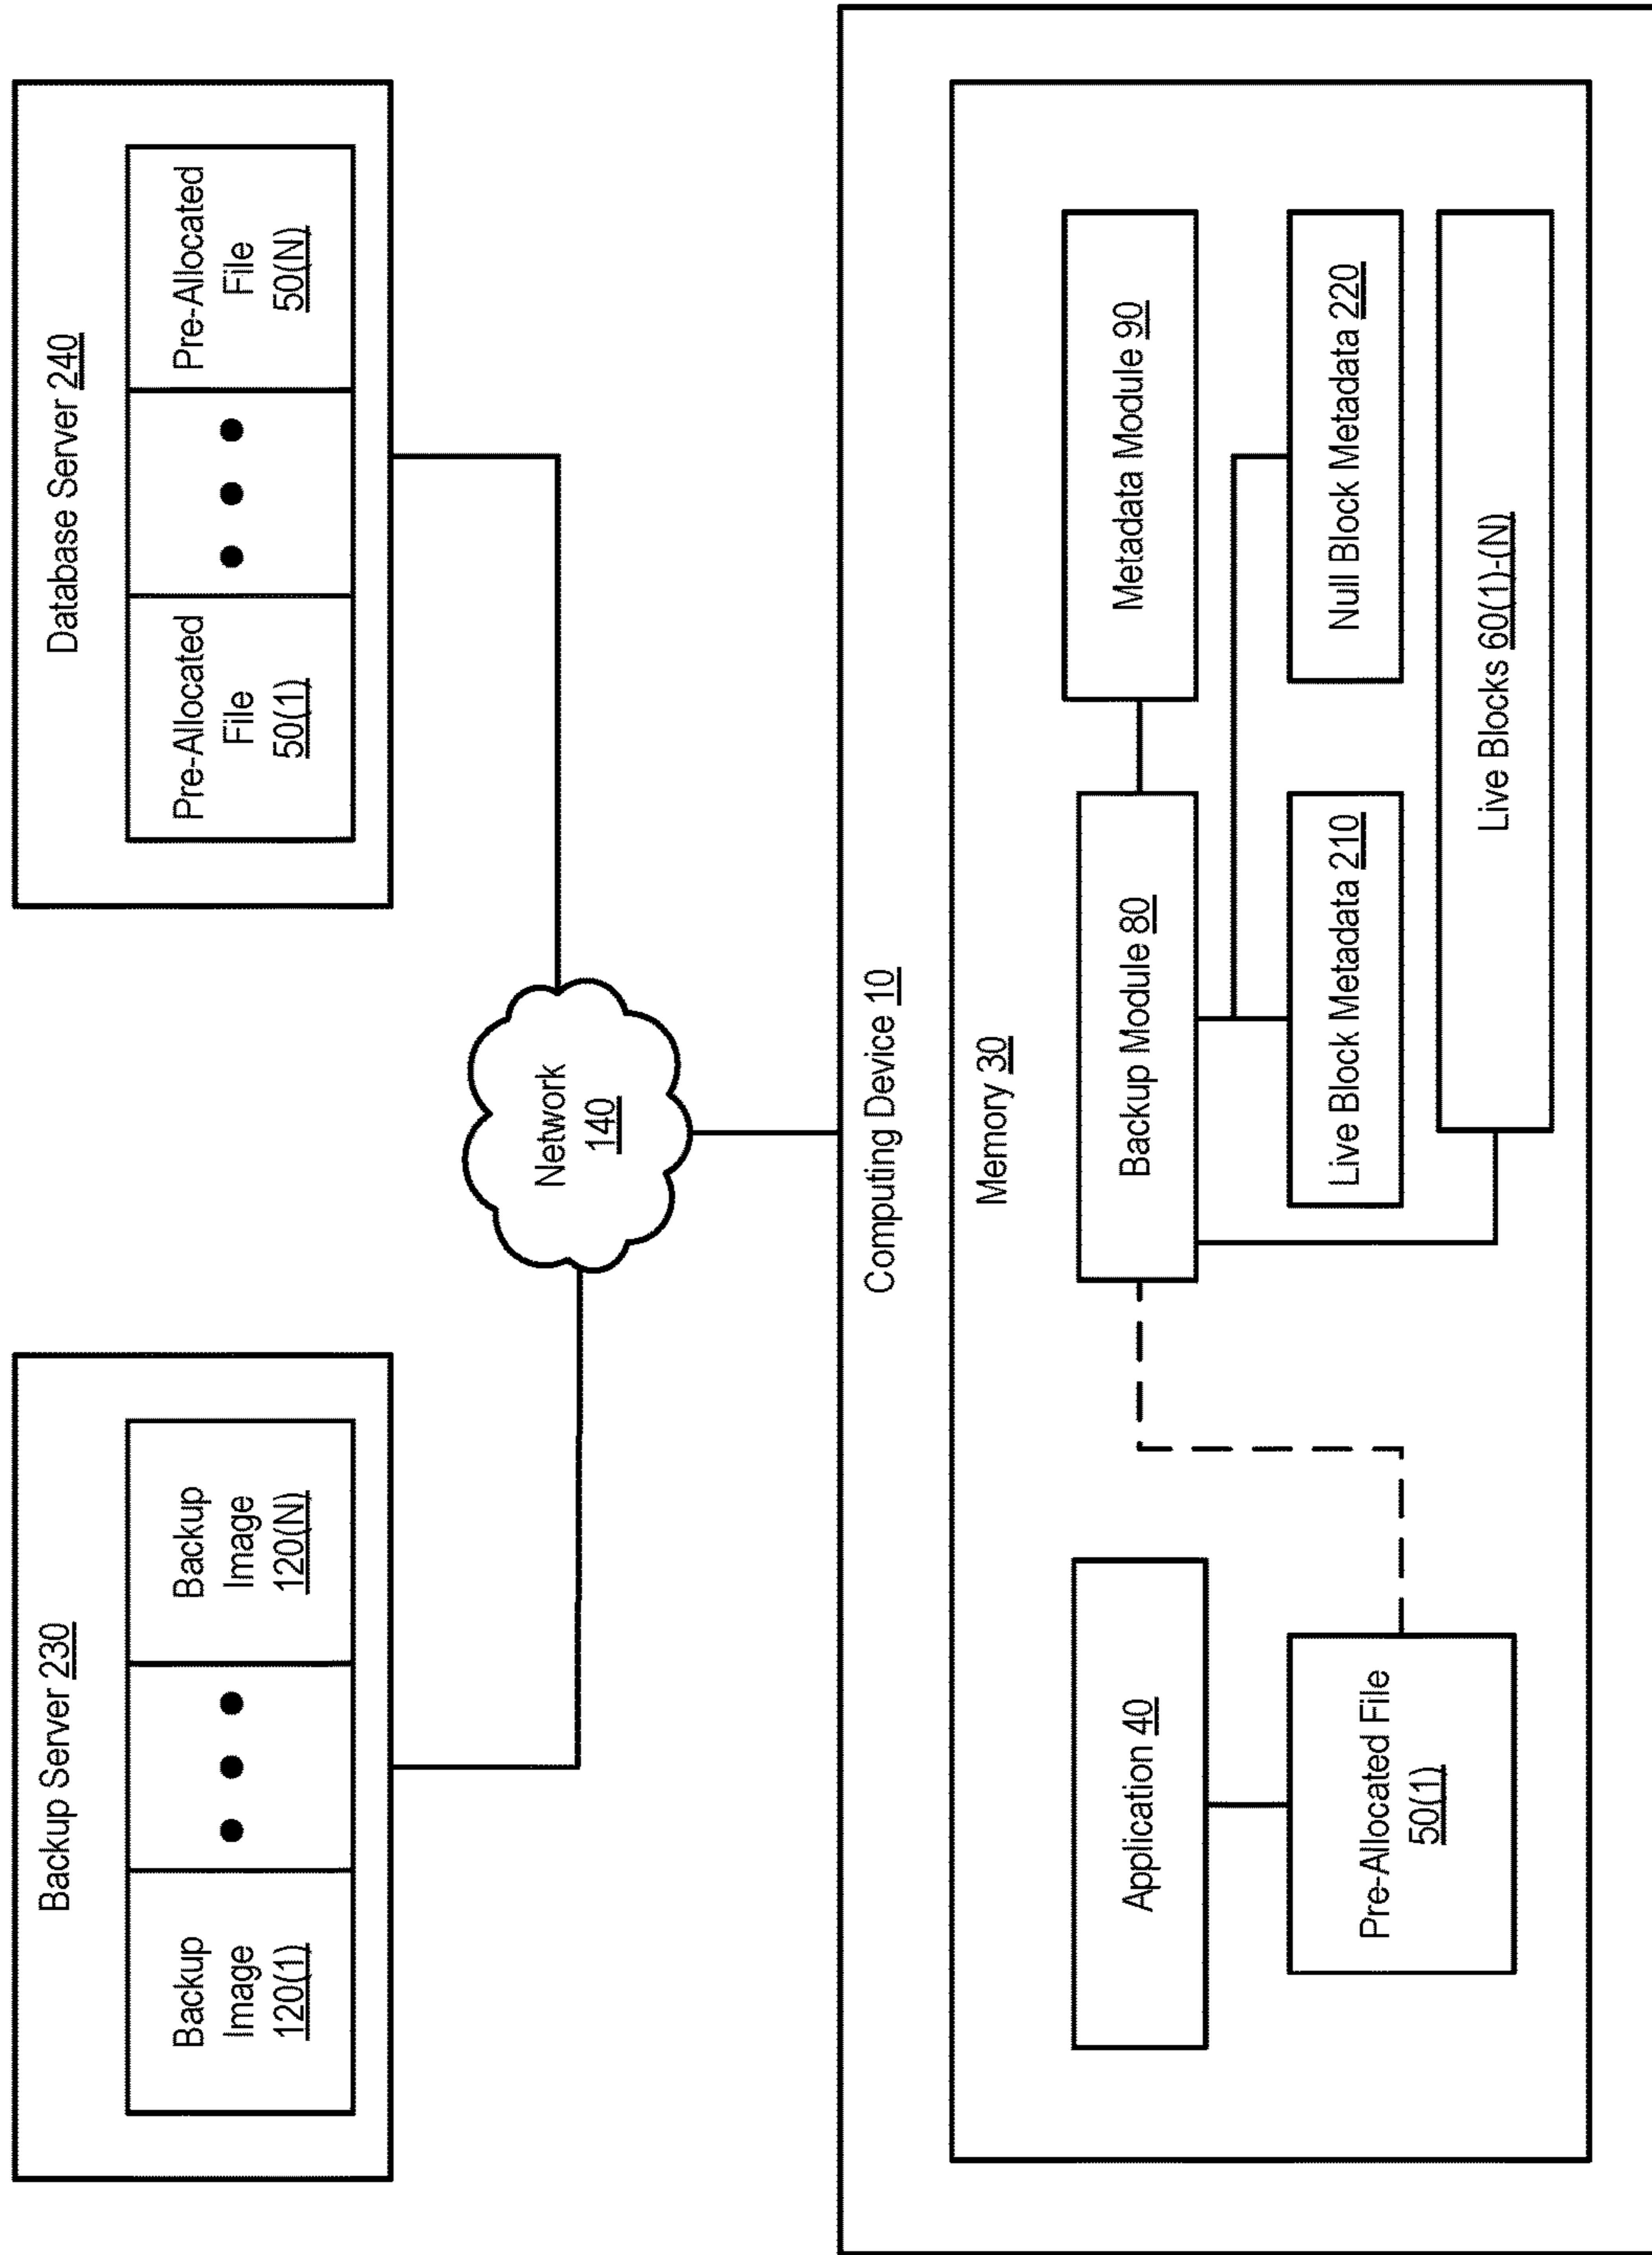 Backup Server 230
Backup
Image
120(1)
Backup
Image
120(N)
Database Server 240
Pre-Allocated
File
50(1)
Pre-Allocated
File
50(N)
Network
140
Computing Device 10
Memory 30
Application 40
Pre-Allocated File
50(1)
Backup Module 80
Metadata Module 90
Live Block Metadata 210
Null Block Metadata 220
Live Blocks 60(1)-(N)